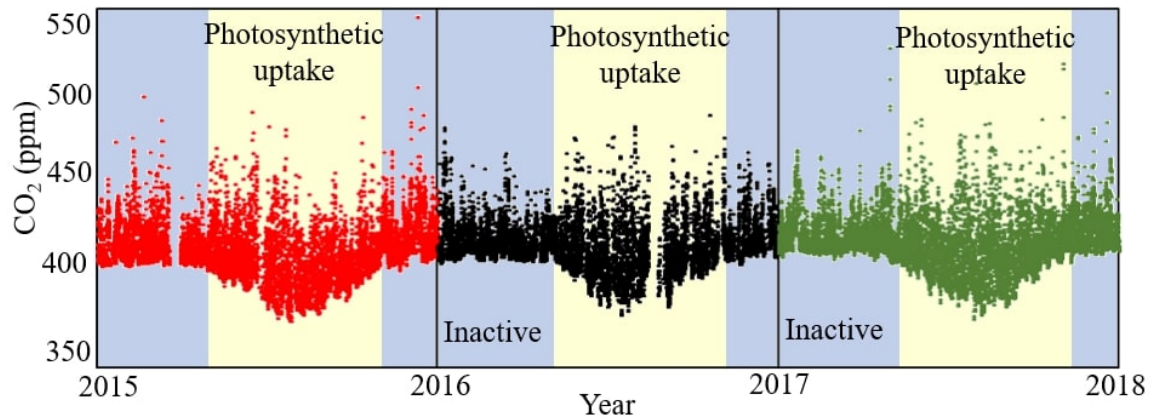 550
500
450
400
350
CO₂ (ppm)
Photosynthetic
uptake
Photosynthetic
uptake
Photosynthetic
uptake
Inactive
Inactive
2015
2016
2017
2018
Year